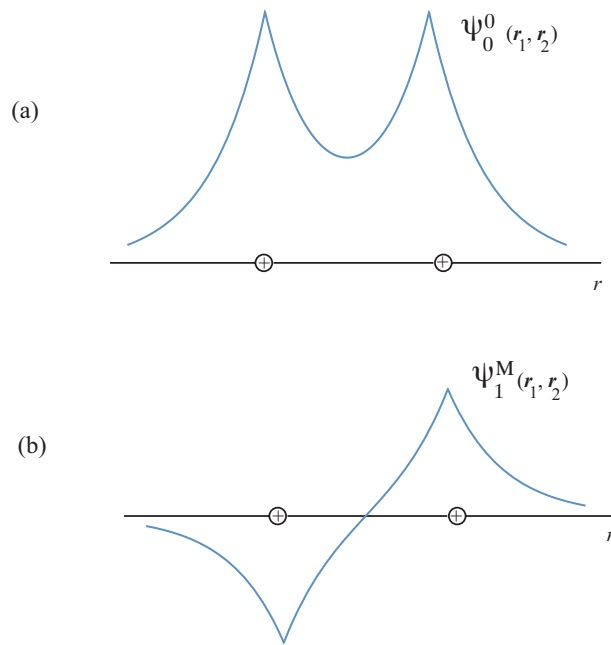 Ψ₀⁰ (r₁, r₂)
(a)
+ +
r
Ψ₁ᴹ (r₁, r₂)
(b)
+ +
r